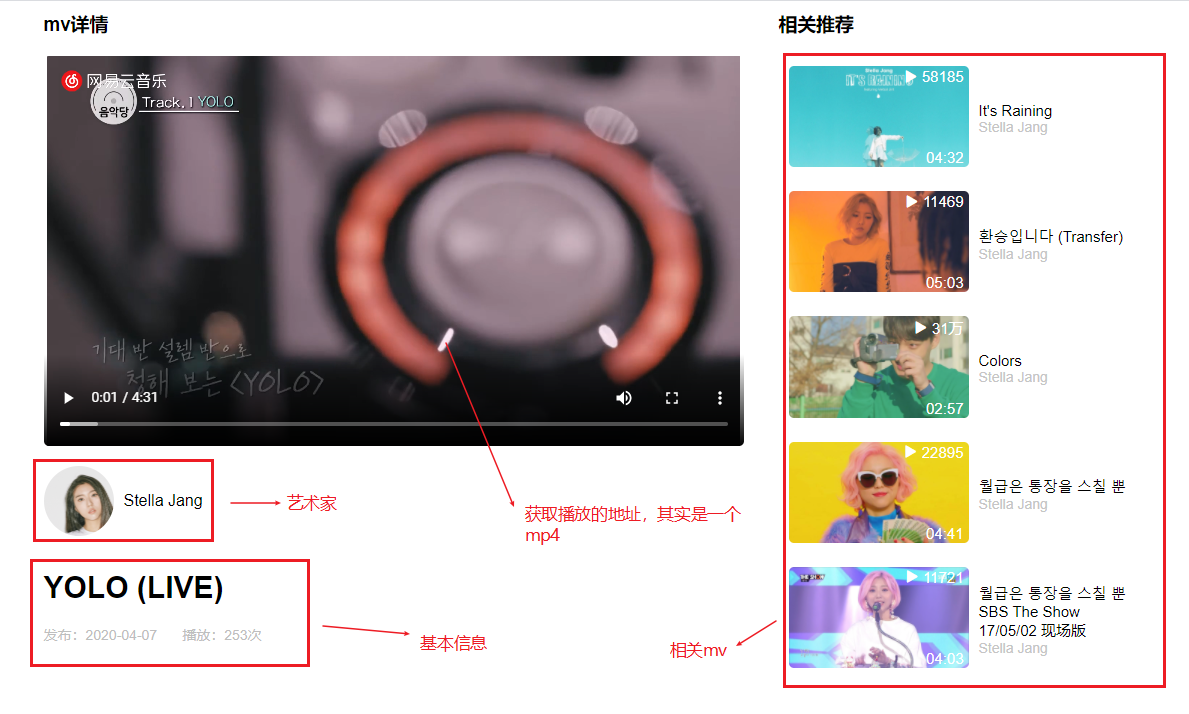 mv详情
网易云音乐
음악당
Track.1 YOLO
기대 반 설렘 반으로
청해 보는 <YOLO>
0:01 / 4:31
Stella Jang
艺术家
获取播放的地址，其实是一个
mp4
YOLO (LIVE)
发布：2020-04-07 播放：253次
基本信息
相关mv
相关推荐
58185
Stella Jang
IT'S RAINING
04:32
It's Raining
Stella Jang
11469
05:03
환승입니다 (Transfer)
Stella Jang
31万
02:57
Colors
Stella Jang
22895
04:41
월급은 통장을 스칠 뿐
Stella Jang
THE SHOW
11721
04:03
월급은 통장을 스칠 뿐
SBS The Show
17/05/02 现场版
Stella Jang